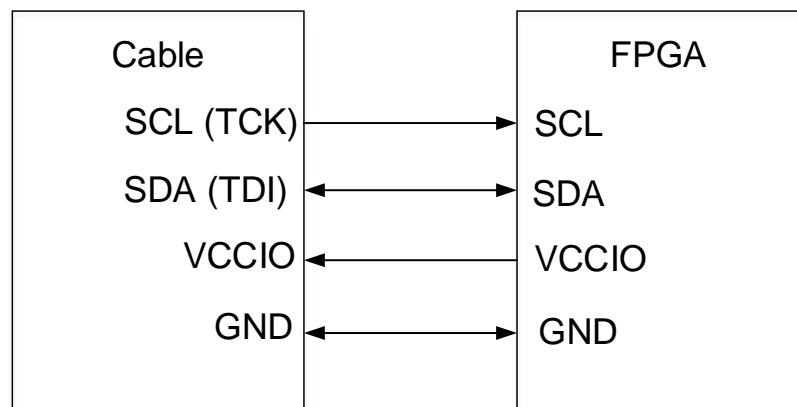 Cable
FPGA
SCL (TCK)
SCL
SDA (TDI)
SDA
VCCIO
VCCIO
GND
GND